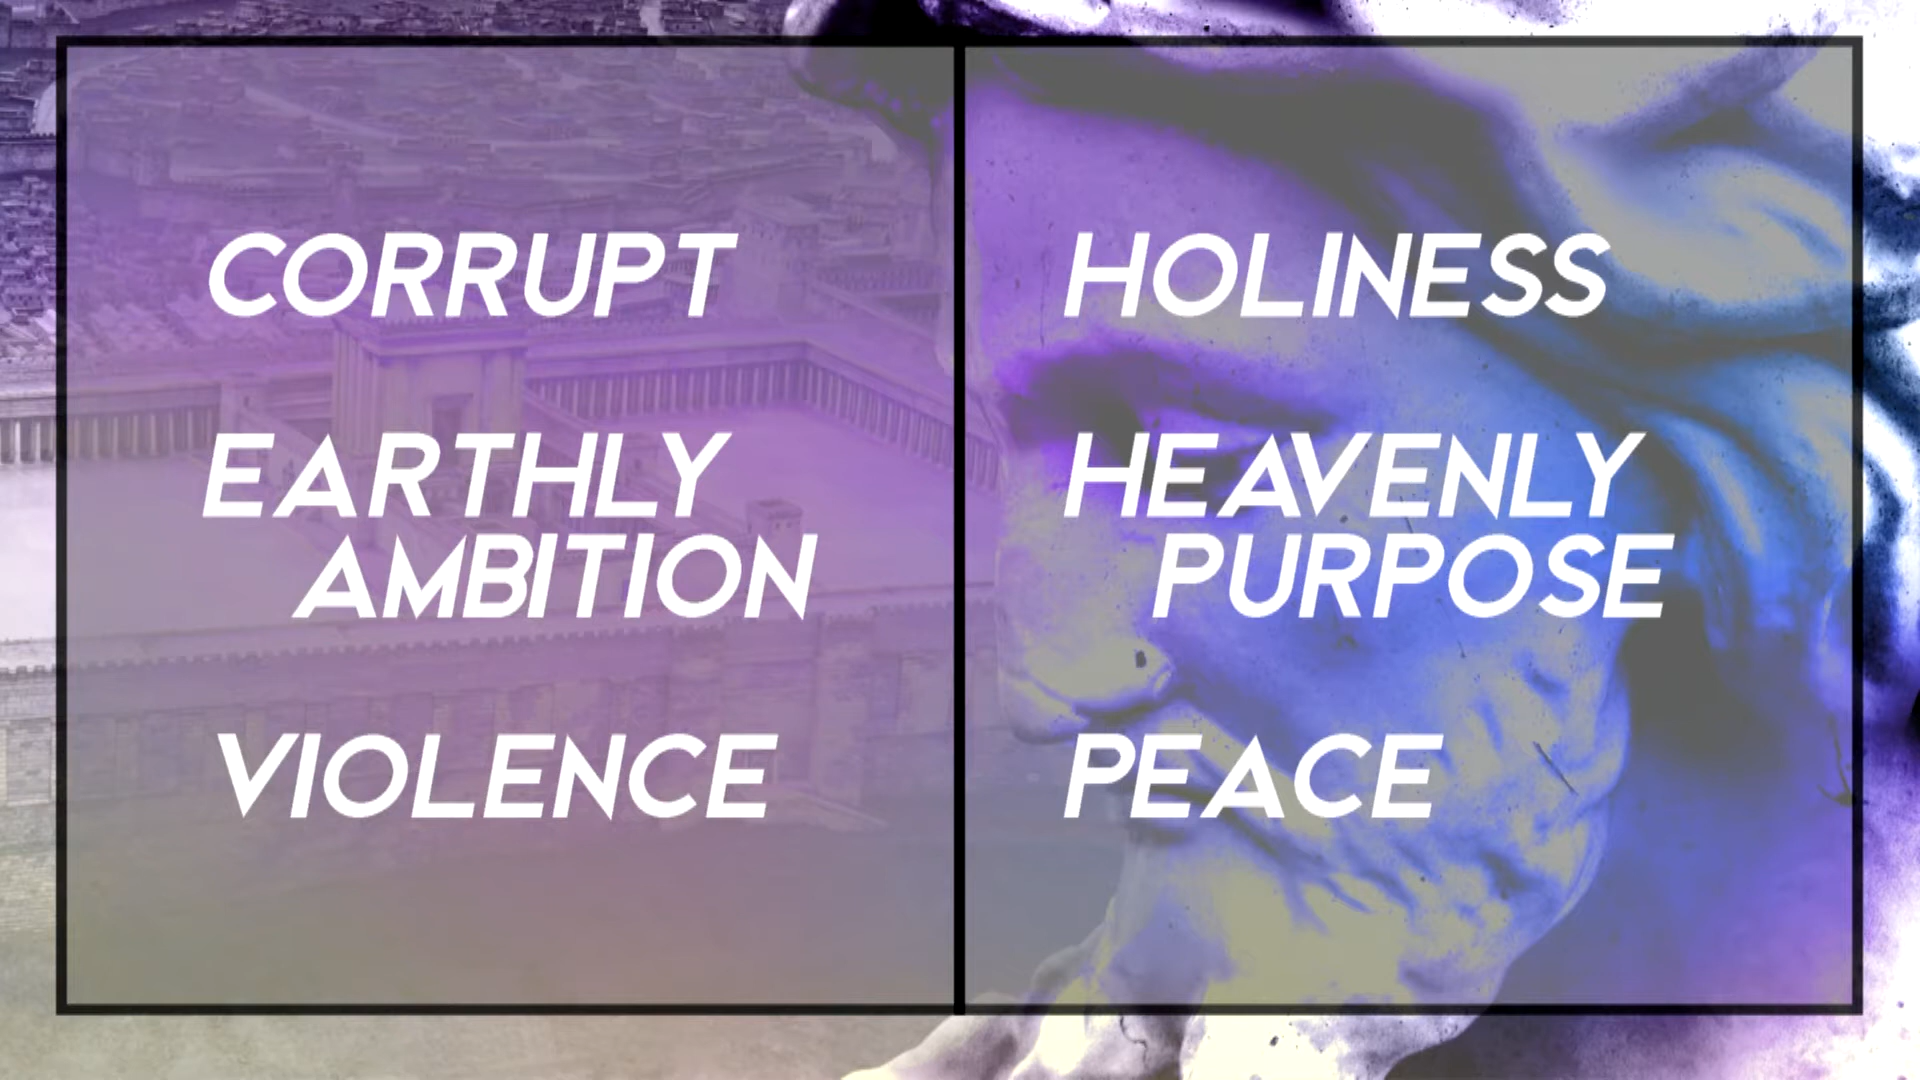 CORRUPT
EARTHLY
AMBITION
VIOLENCE
HOLINESS
HEAVENLY
PURPOSE
PEACE